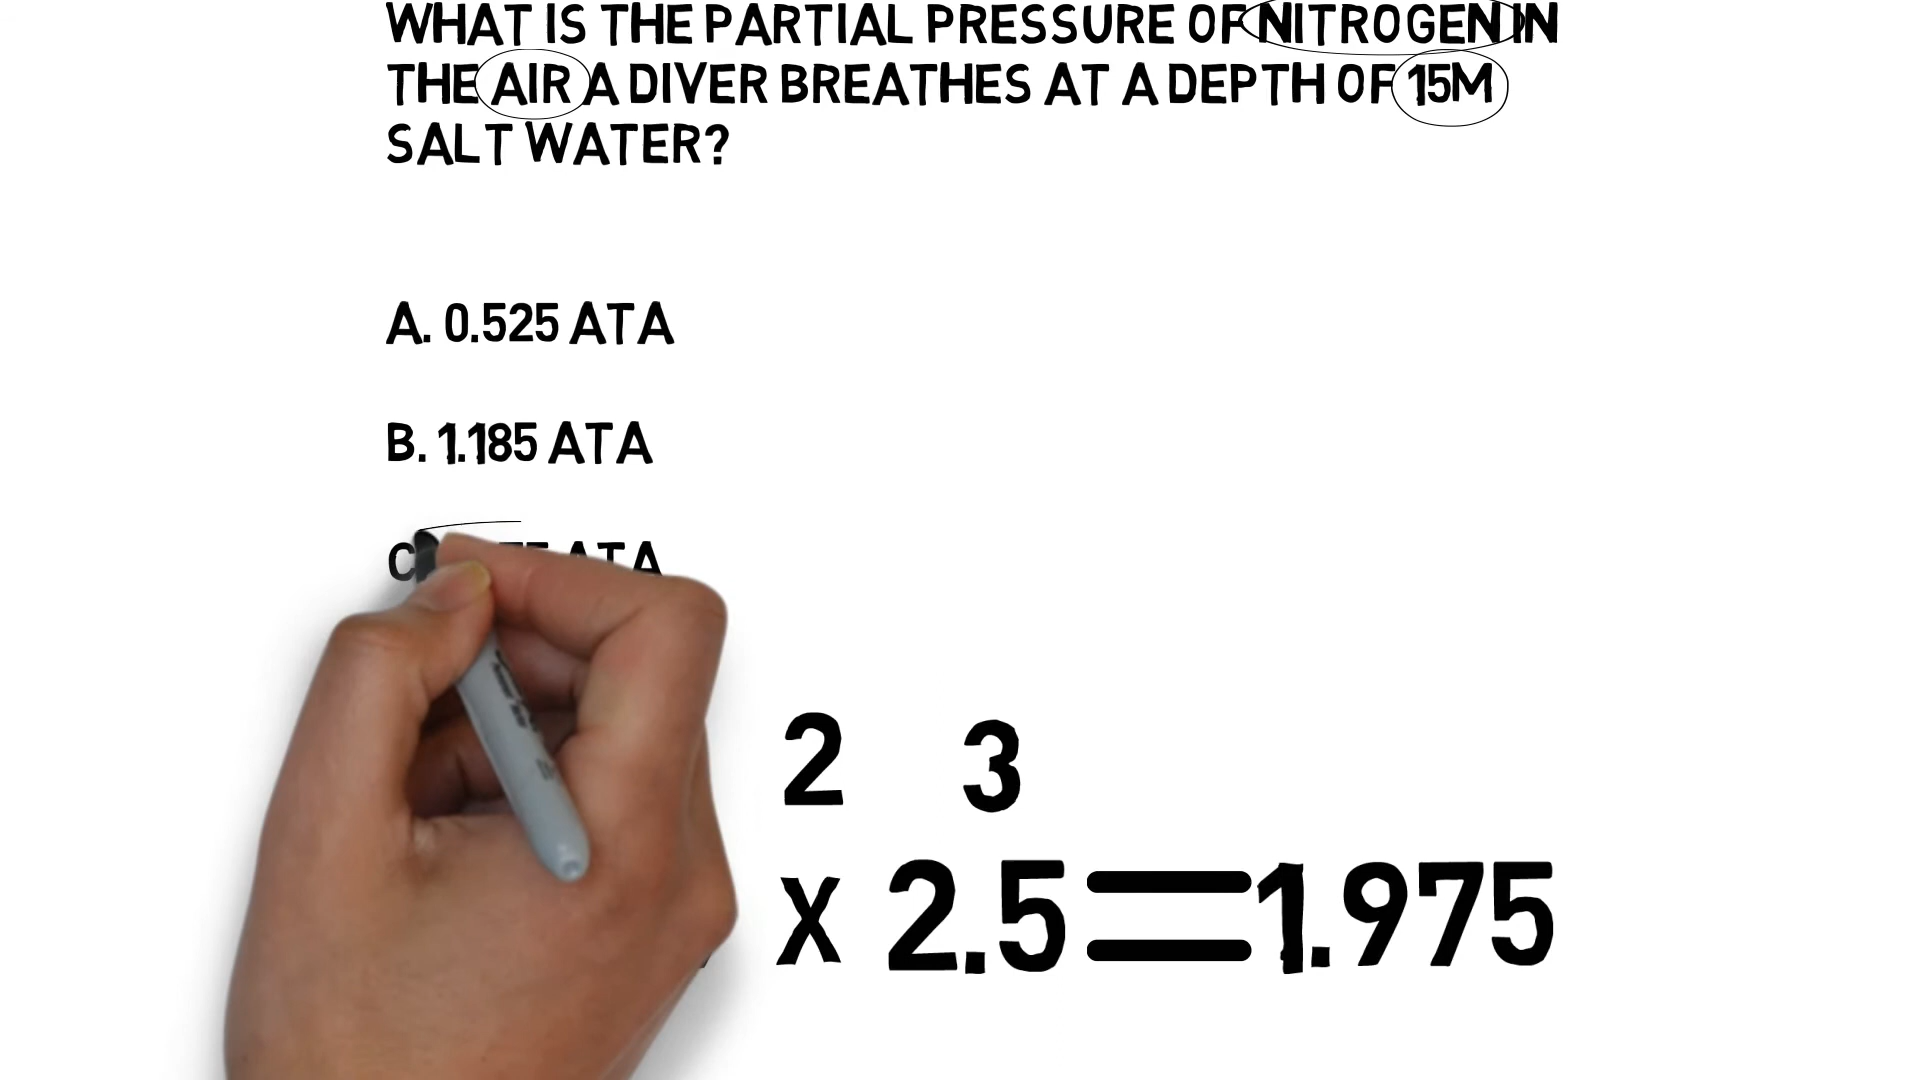 WHAT IS THE PARTIAL PRESSURE OF NITROGEN IN
THE AIR A DIVER BREATHES AT A DEPTH OF 15M
SALT WATER?
A. 0.525 ATA
B. 1.185 ATA
C ATA
2 3
X 2.5 = 1.975